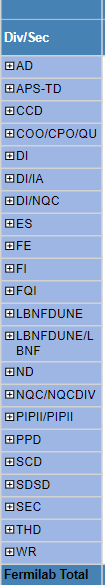 Div/Sec
AD
APS-TD
CCD
COO/CPO/QU
DI
DI/IA
DI/NQC
ES
FE
FI
FQI
LBNFDUNE
LBNFDUNE/L
BNF
ND
NQC/NQCDIV
PIPII/PIPII
PPD
SCD
SDSD
SEC
THD
WR
Fermilab Total